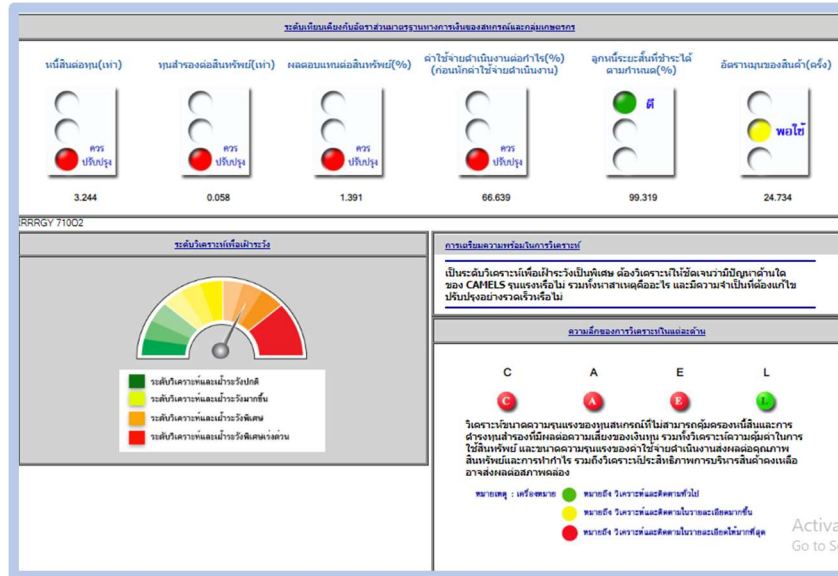 ระดับเทียบเคียงกับอัตราส่วนมาตรฐานทางการเงินของสหกรณ์และกลุ่มเกษตรกร
หนี้สินต่อทุน(เท่า)
ทุนสำรองต่อสินทรัพย์(เท่า)
ผลตอบแทนต่อสินทรัพย์(%)
ค่าใช้จ่ายดำเนินงานต่อกำไร(%)
(ก่อนหักค่าใช้จ่ายดำเนินงาน)
ลูกหนี้ระยะสั้นที่ชำระได้
ตามกำหนด(%)
อัตราหมุนของสินค้า(ครั้ง)
ควร
ปรับปรุง
ควร
ปรับปรุง
ควร
ปรับปรุง
ควร
ปรับปรุง
ดี
พอใช้
3.244
0.058
1.391
66.639
99.319
24.734
RRRGY 71002
ระดับวิเคราะห์เพื่อเฝ้าระวัง
ระดับวิเคราะห์และเฝ้าระวังปกติ
ระดับวิเคราะห์และเฝ้าระวังมากขึ้น
ระดับวิเคราะห์และเฝ้าระวังพิเศษ
ระดับวิเคราะห์และเฝ้าระวังพิเศษเร่งด่วน
การเตรียมความพร้อมในการวิเคราะห์
เป็นระดับวิเคราะห์เพื่อเฝ้าระวังเป็นพิเศษ ต้องวิเคราะห์ให้ชัดเจนว่ามีปัญหาด้านใด
ของ CAMELS รุนแรงหรือไม่ รวมทั้งหาสาเหตุคืออะไร และมีความจำเป็นที่ต้องแก้ไข
ปรับปรุงอย่างรวดเร็วหรือไม่
ความลึกของการวิเคราะห์ในแต่ละด้าน
C A E L
C A E L
วิเคราะห์ขนาดความรุนแรงของทุนสหกรณ์ที่ไม่สามารถคุ้มครองหนี้สินและการ
ดำรงทุนสำรองที่มีผลต่อความเสี่ยงของเงินทุน รวมทั้งวิเคราะห์ความคุ้มค่าในการ
ใช้สินทรัพย์ และขนาดความรุนแรงของค่าใช้จ่ายดำเนินงานส่งผลต่อคุณภาพ
สินทรัพย์และการทำกำไร รวมถึงวิเคราะห์ประสิทธิภาพการบริหารสินค้าคงเหลือ
อาจส่งผลต่อสภาพคล่อง
หมายเหตุ : เครื่องหมาย
หมายถึง วิเคราะห์และติดตามทั่วไป
หมายถึง วิเคราะห์และติดตามในรายละเอียดมากขึ้น
หมายถึง วิเคราะห์และติดตามในรายละเอียดให้มากที่สุด
Activa
Go to S